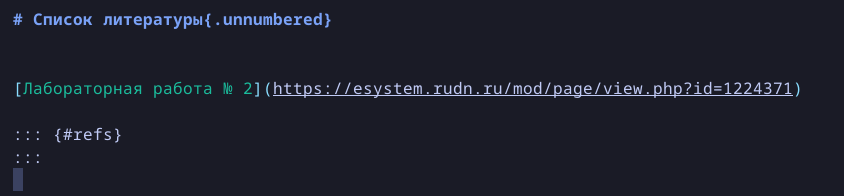 # Список литературы{.unnumbered}
[Лабораторная работа № 2](https://esystem.rudn.ru/mod/page/view.php?id=1224371)
::: {#refs}
:::